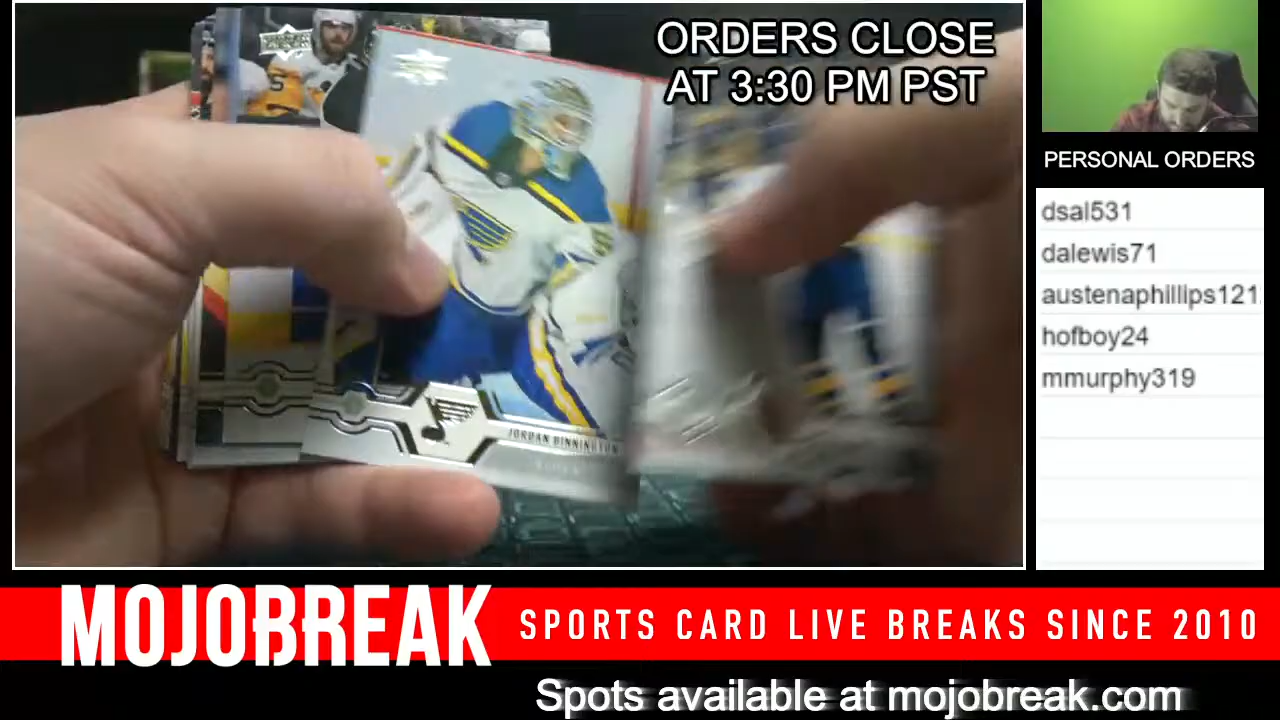 ORDERS CLOSE
AT 3:30 PM PST
PERSONAL ORDERS
dsal531
dalewis71
austenaphillips121
hofboy24
mmurphy319
JORDAN BINNINGTON
MOJOBREAK
SPORTS CARD LIVE BREAKS SINCE 2010
Spots available at mojobreak.com